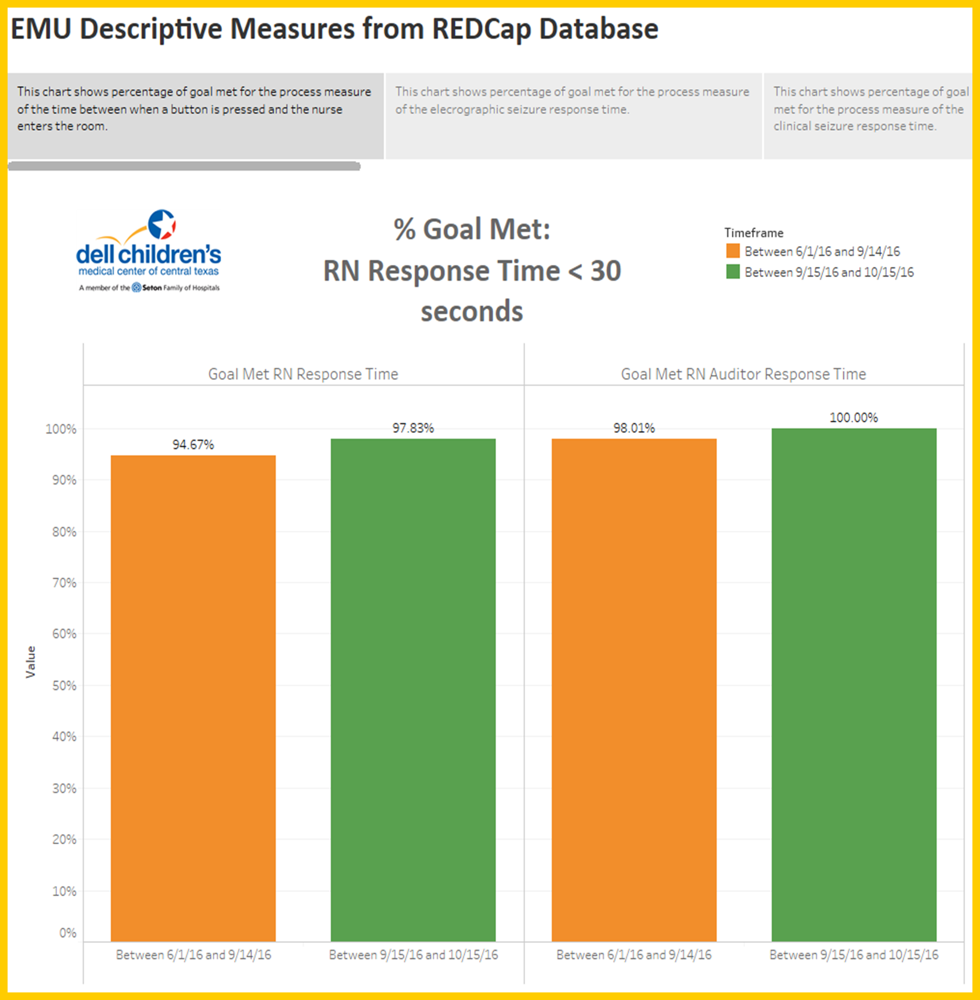 EMU Descriptive Measures from REDCap Database
This chart shows percentage of goal met for the process measure
of the time between when a button is pressed and the nurse
enters the room.
This chart shows percentage of goal met for the process measure
of the elecrographic seizure response time.
This chart shows percentage of goal
met for the process measure of the
clinical seizure response time.
dell children's
medical center of central texas
A member of the Seton Family of Hospitals
% Goal Met:
RN Response Time < 30
seconds
Timeframe
Between 6/1/16 and 9/14/16
Between 9/15/16 and 10/15/16
Goal Met RN Response Time
Goal Met RN Auditor Response Time
94.67%
97.83%
98.01%
100.00%
Value
100%
90%
80%
70%
60%
50%
40%
30%
20%
10%
0%
Between 6/1/16 and 9/14/16
Between 9/15/16 and 10/15/16
Between 6/1/16 and 9/14/16
Between 9/15/16 and 10/15/16